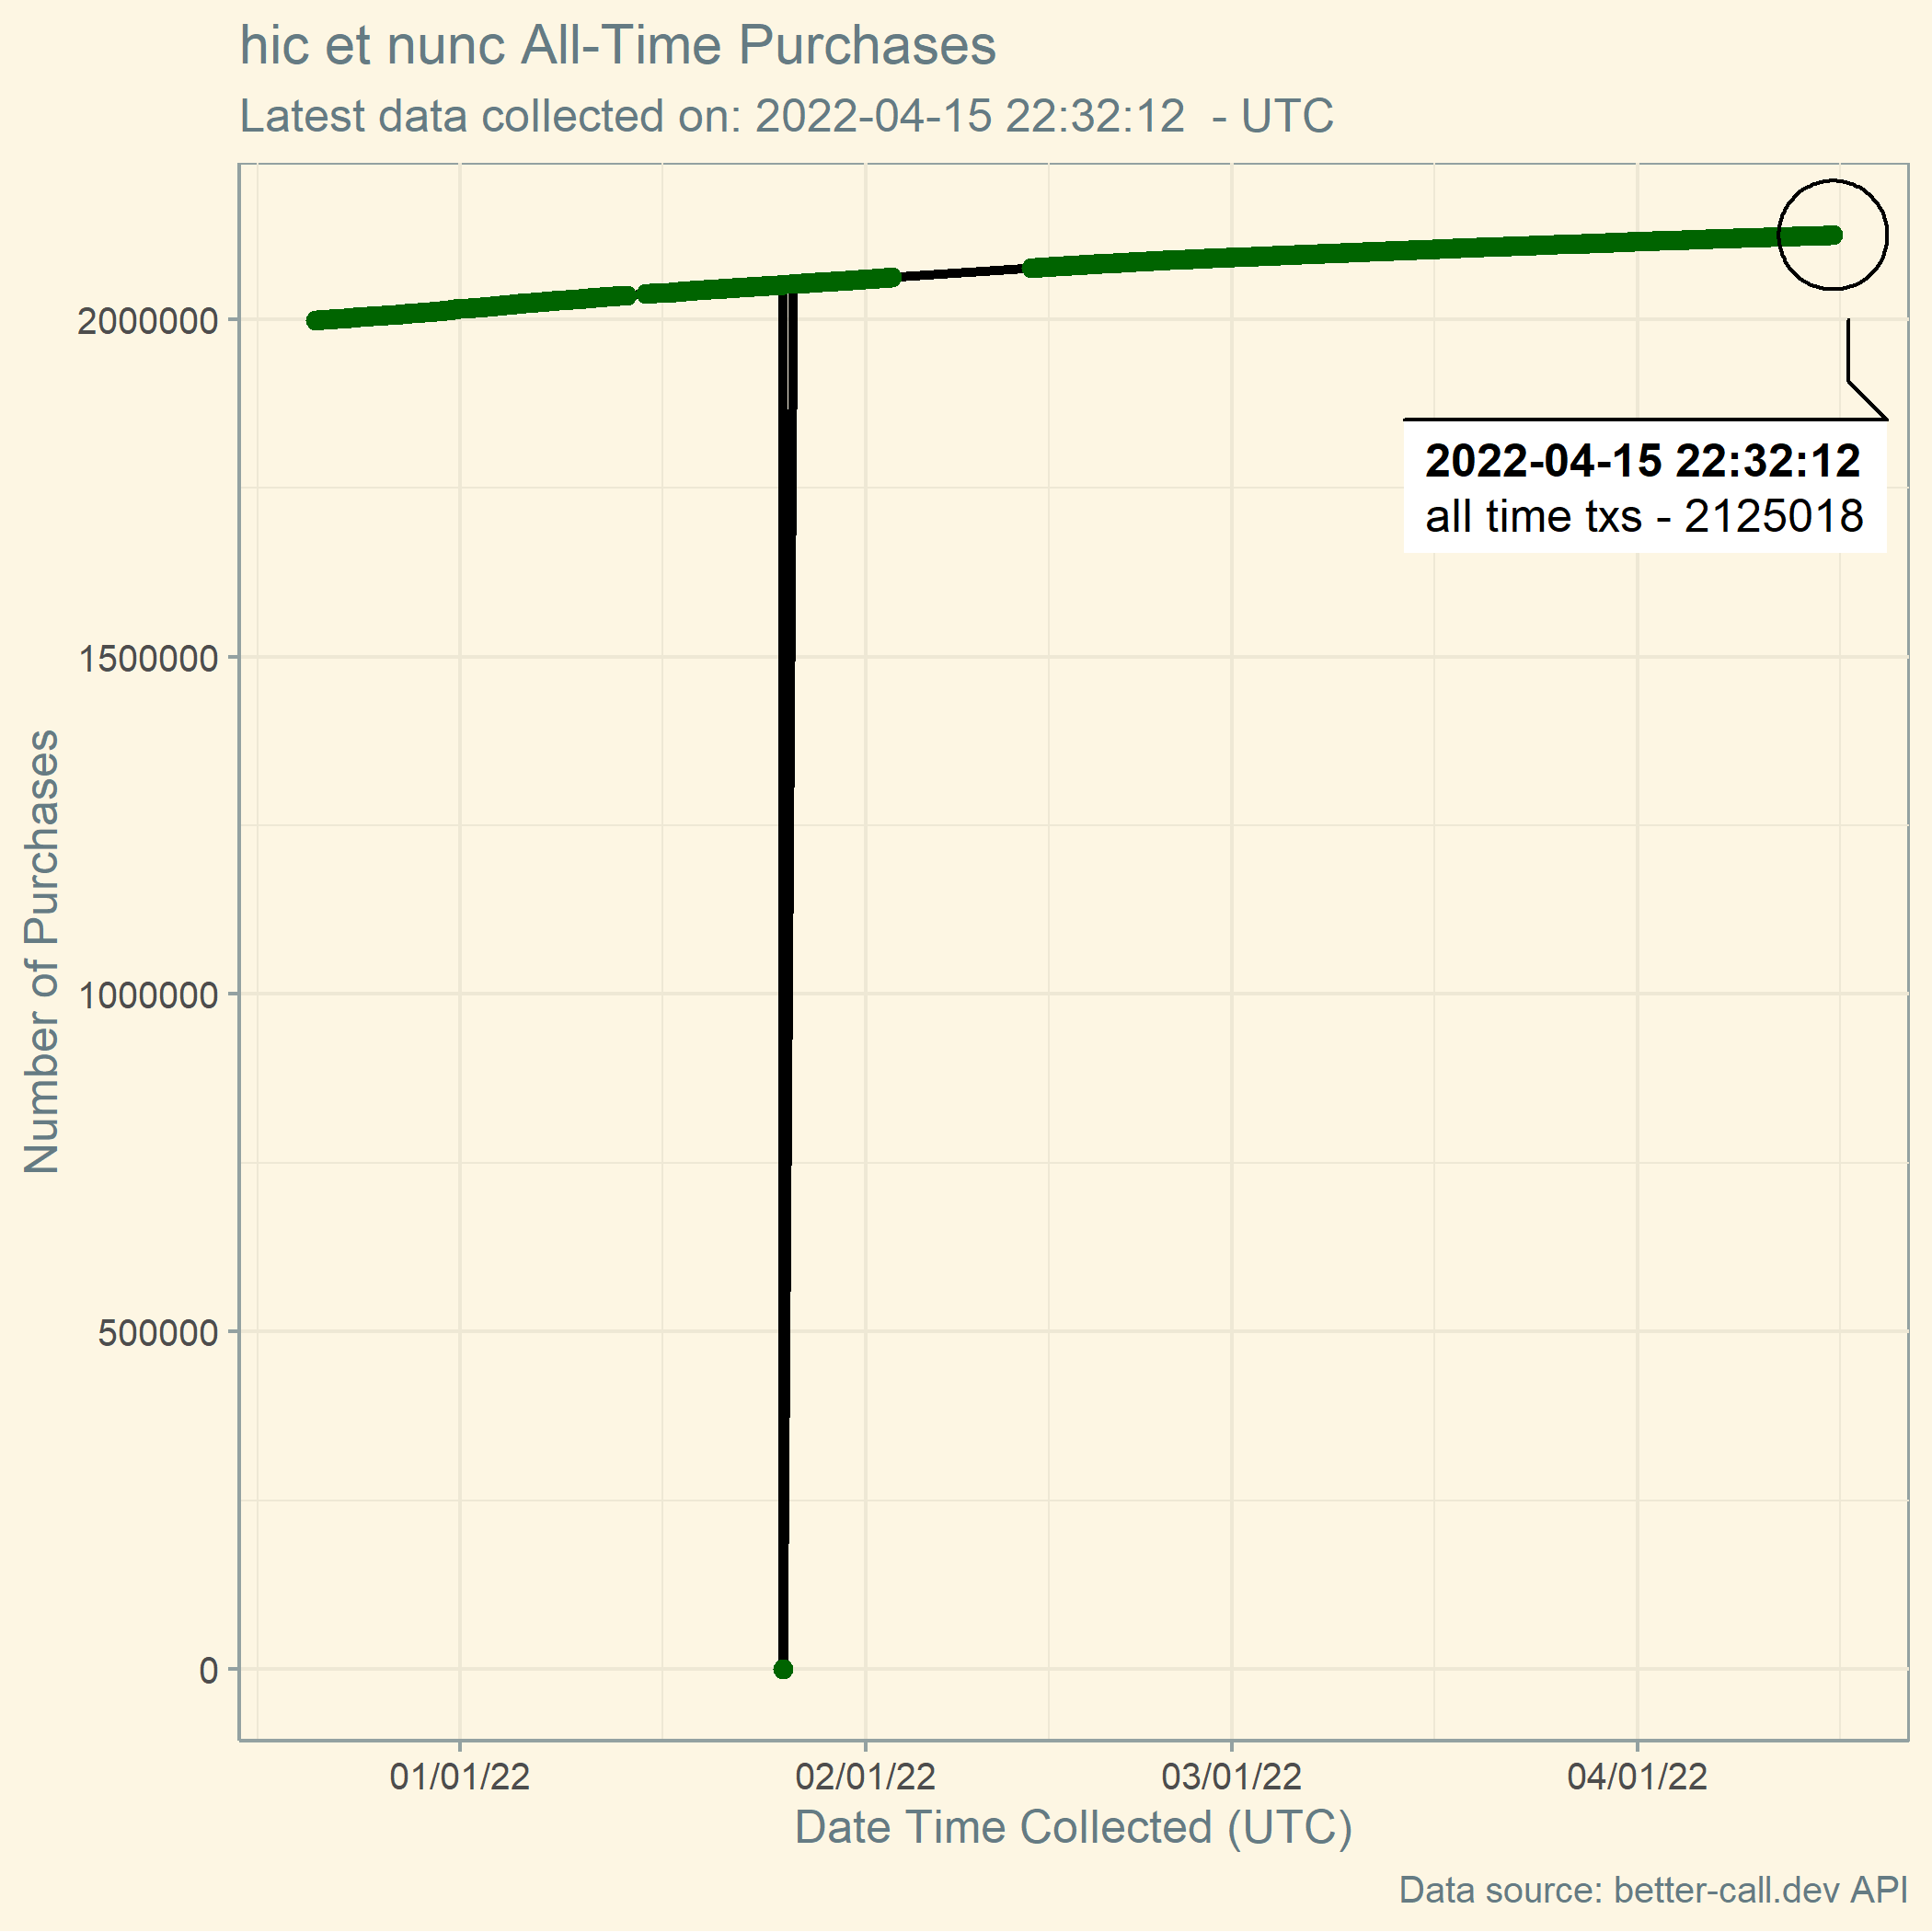 hic et nunc All-Time Purchases
Latest data collected on: 2022-04-15 22:32:12  - UTC
2022-04-15 22:32:12
all time txs - 2125018
Number of Purchases
2000000
1500000
1000000
500000
0
01/01/22
02/01/22
03/01/22
04/01/22
Date Time Collected (UTC)
Data source: better-call.dev API